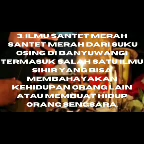 3. ILMU SANTET MERAH
SANTET MERAH DARI SUKU
OSING DI BANYUWANGI
TERMASUK SALAH SATU ILMU
SIHIR YANG BISA
MEMBAHAYAKAN
KEHIDUPAN ORANG LAIN
ATAU MEMBUAT HIDUP
ORANG SENGSARA.